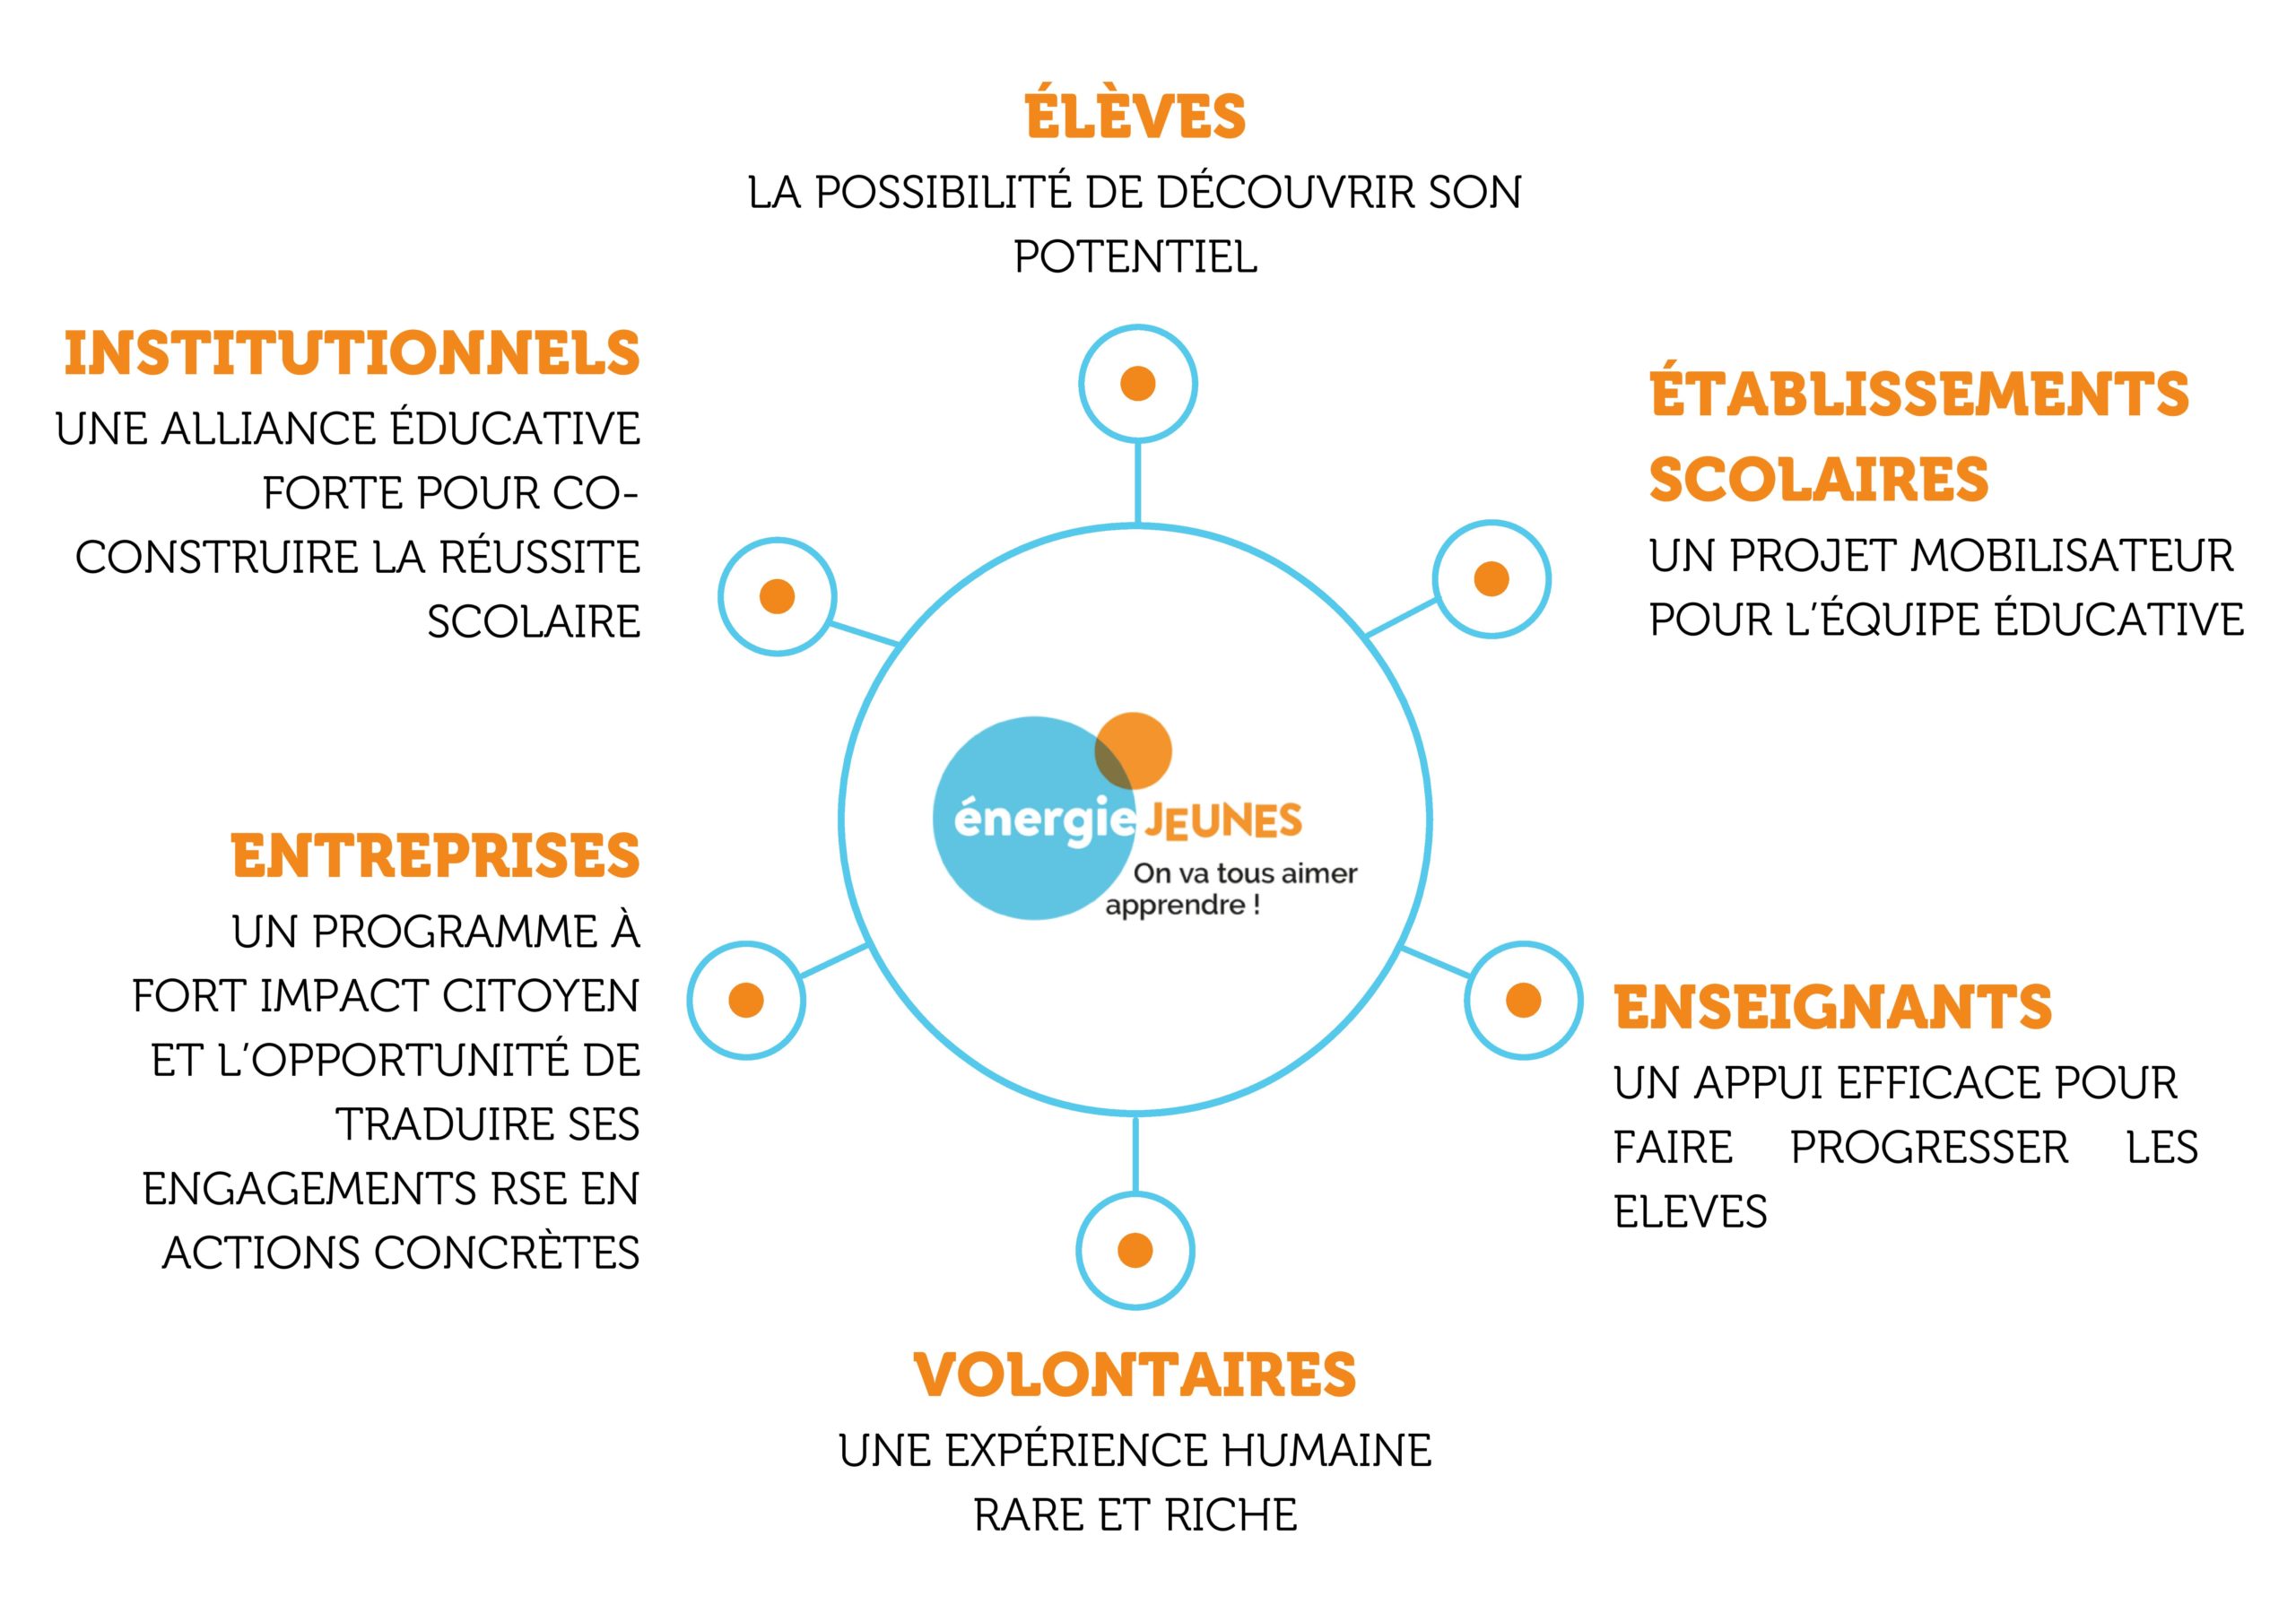 ÉLÈVES
LA POSSIBILITÉ DE DÉCOUVRIR SON
POTENTIEL
INSTITUTIONNELS
UNE ALLIANCE ÉDUCATIVE
FORTE POUR CO-
CONSTRUIRE LA RÉUSSITE
SCOLAIRE
ÉTABLISSEMENTS
SCOLAIRES
UN PROJET MOBILISATEUR
POUR L'ÉQUIPE ÉDUCATIVE
énergie JEUNES
On va tous aimer
apprendre !
ENTREPRISES
UN PROGRAMME À
FORT IMPACT CITOYEN
ET L'OPPORTUNITÉ DE
TRADUIRE SES
ENGAGEMENTS RSE EN
ACTIONS CONCRÈTES
ENSEIGNANTS
UN APPUI EFFICACE POUR
FAIRE PROGRESSER LES
ELEVES
VOLONTAIRES
UNE EXPÉRIENCE HUMAINE
RARE ET RICHE